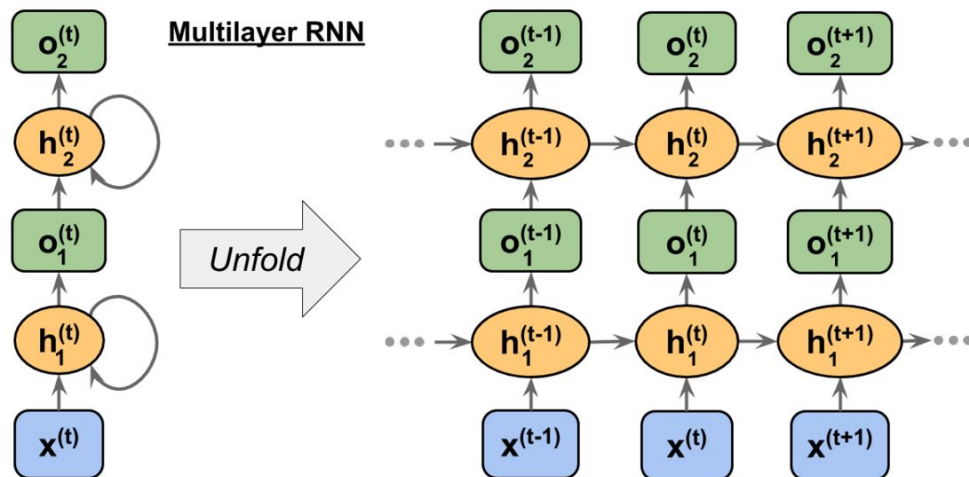 Multilayer RNN
o₂⁽ᵗ⁾
h₂⁽ᵗ⁾
o₁⁽ᵗ⁾
h₁⁽ᵗ⁾
x⁽ᵗ⁾
Unfold
o₂⁽ᵗ⁻¹⁾ o₂⁽ᵗ⁾ o₂⁽ᵗ⁺¹⁾
h₂⁽ᵗ⁻¹⁾ h₂⁽ᵗ⁾ h₂⁽ᵗ⁺¹⁾
o₁⁽ᵗ⁻¹⁾ o₁⁽ᵗ⁾ o₁⁽ᵗ⁺¹⁾
h₁⁽ᵗ⁻¹⁾ h₁⁽ᵗ⁾ h₁⁽ᵗ⁺¹⁾
x⁽ᵗ⁻¹⁾ x⁽ᵗ⁾ x⁽ᵗ⁺¹⁾